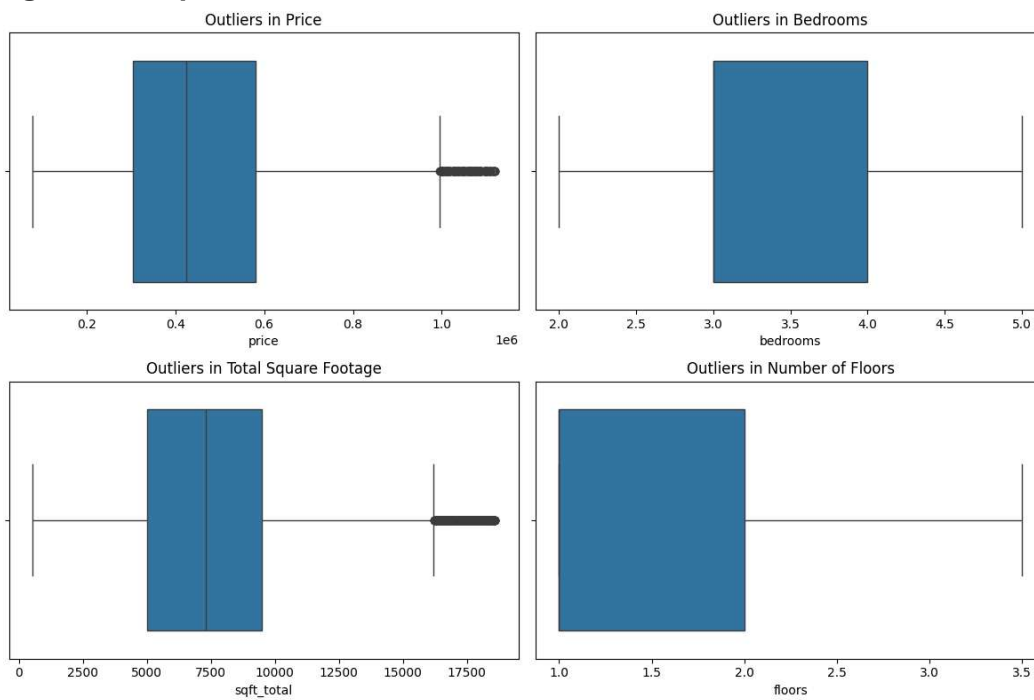 Outliers in Price
Outliers in Bedrooms
0.2 0.4 0.6 0.8 1.0
1e6
price
2.0 2.5 3.0 3.5 4.0 4.5 5.0
bedrooms
Outliers in Total Square Footage
Outliers in Number of Floors
0 2500 5000 7500 10000 12500 15000 17500
sqft_total
1.0 1.5 2.0 2.5 3.0 3.5
floors